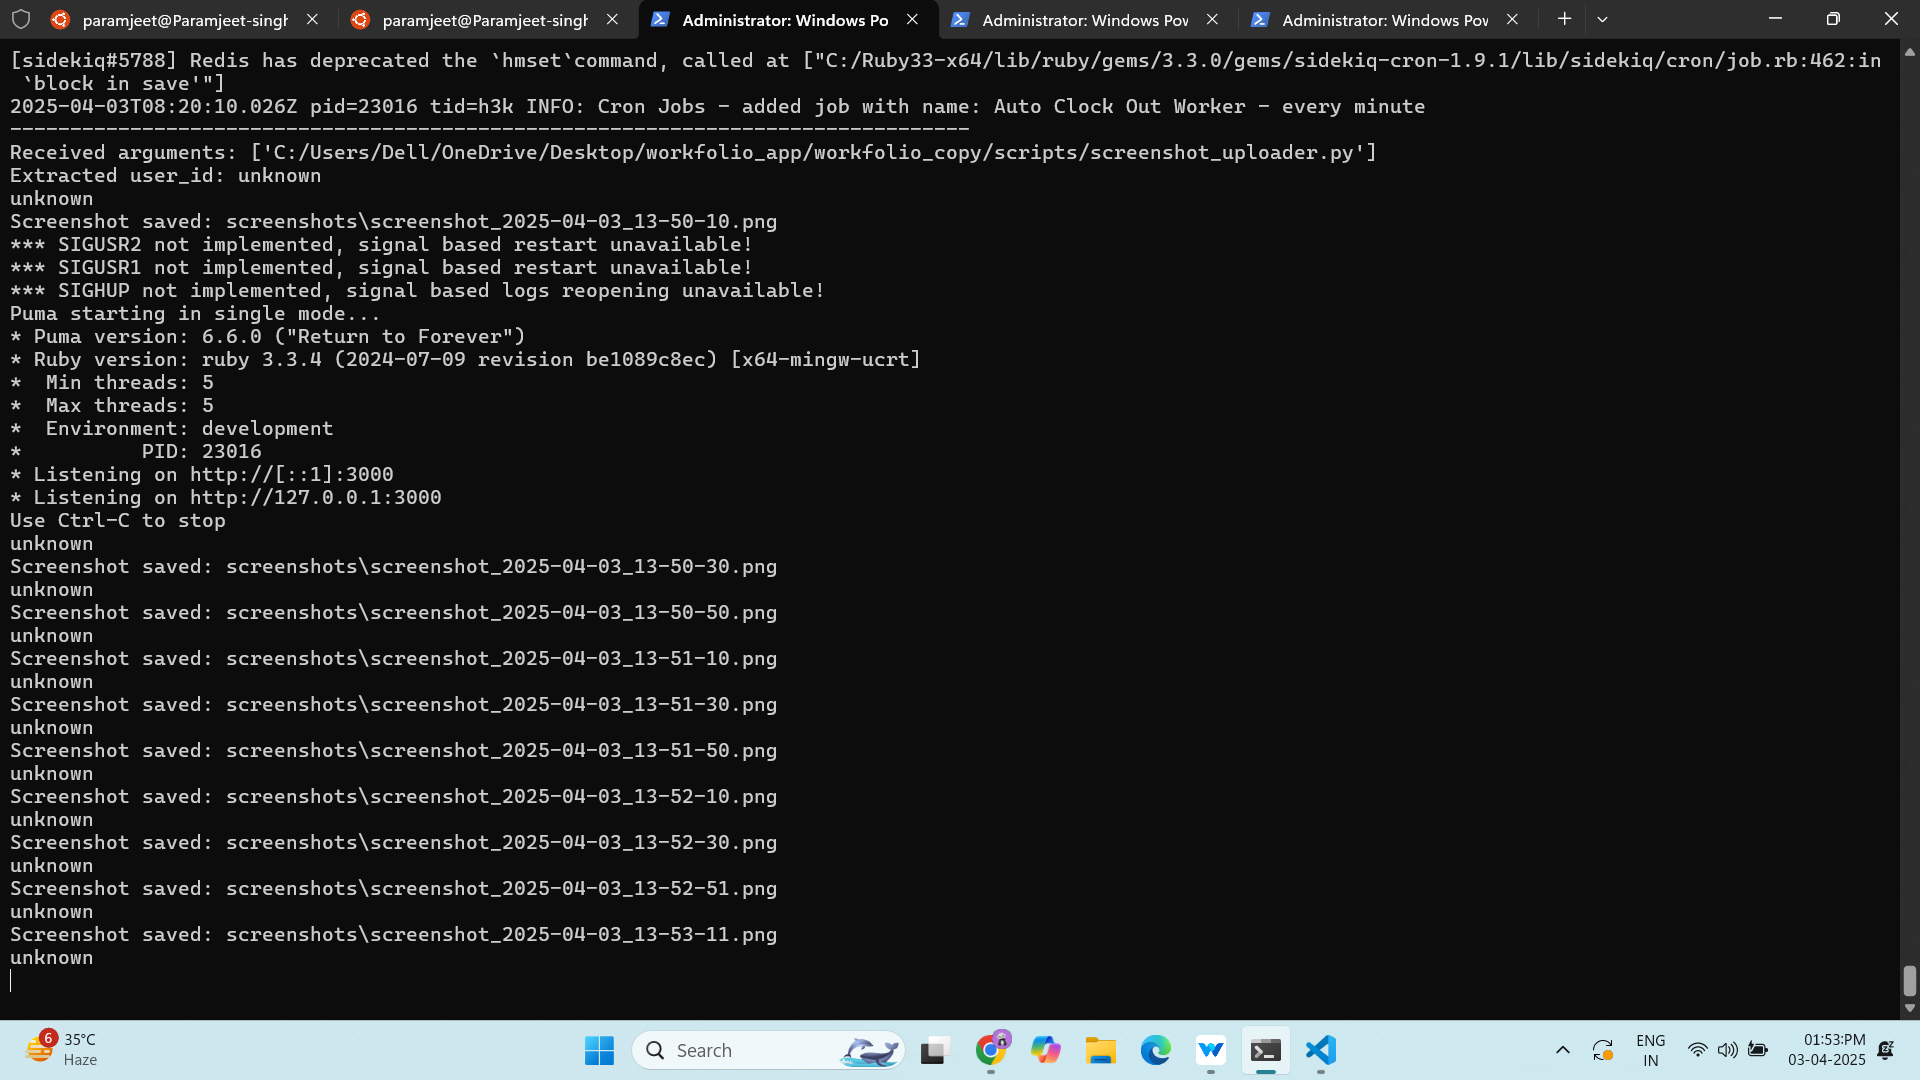 paramjeet@Paramjeet-singh
paramjeet@Paramjeet-singh
Administrator: Windows Po
Administrator: Windows Pow
Administrator: Windows Pow
[sidekiq#5788] Redis has deprecated the `hmset`command, called at ["C:/Ruby33-x64/lib/ruby/gems/3.3.0/gems/sidekiq-cron-1.9.1/lib/sidekiq/cron/job.rb:462:in
`block in save'"]
2025-04-03T08:20:10.026Z pid=23016 tid=h3k INFO: Cron Jobs - added job with name: Auto Clock Out Worker - every minute
--------------------------------------------------------------------------------
Received arguments: ['C:/Users/Dell/OneDrive/Desktop/workfolio_app/workfolio_copy/scripts/screenshot_uploader.py']
Extracted user_id: unknown
unknown
Screenshot saved: screenshots\screenshot_2025-04-03_13-50-10.png
*** SIGUSR2 not implemented, signal based restart unavailable!
*** SIGUSR1 not implemented, signal based restart unavailable!
*** SIGHUP not implemented, signal based logs reopening unavailable!
Puma starting in single mode...
* Puma version: 6.6.0 ("Return to Forever")
* Ruby version: ruby 3.3.4 (2024-07-09 revision be1089c8ec) [x64-mingw-ucrt]
*  Min threads: 5
*  Max threads: 5
*  Environment: development
*          PID: 23016
* Listening on http://[::1]:3000
* Listening on http://127.0.0.1:3000
Use Ctrl-C to stop
unknown
Screenshot saved: screenshots\screenshot_2025-04-03_13-50-30.png
unknown
Screenshot saved: screenshots\screenshot_2025-04-03_13-50-50.png
unknown
Screenshot saved: screenshots\screenshot_2025-04-03_13-51-10.png
unknown
Screenshot saved: screenshots\screenshot_2025-04-03_13-51-30.png
unknown
Screenshot saved: screenshots\screenshot_2025-04-03_13-51-50.png
unknown
Screenshot saved: screenshots\screenshot_2025-04-03_13-52-10.png
unknown
Screenshot saved: screenshots\screenshot_2025-04-03_13-52-30.png
unknown
Screenshot saved: screenshots\screenshot_2025-04-03_13-52-51.png
unknown
Screenshot saved: screenshots\screenshot_2025-04-03_13-53-11.png
unknown
6
35°C
Haze
Search
ENG
IN
01:53:PM
03-04-2025